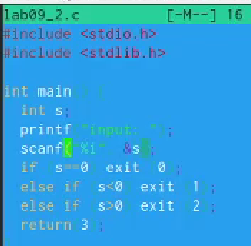 lab09_2.c [-M--] 16
#include <stdio.h>
#include <stdlib.h>
int main() {
int s;
printf("input: ");
scanf("%i", &s);
if (s==0) exit (0);
else if (s<0) exit (1);
else if (s>0) exit (2);
return 3;